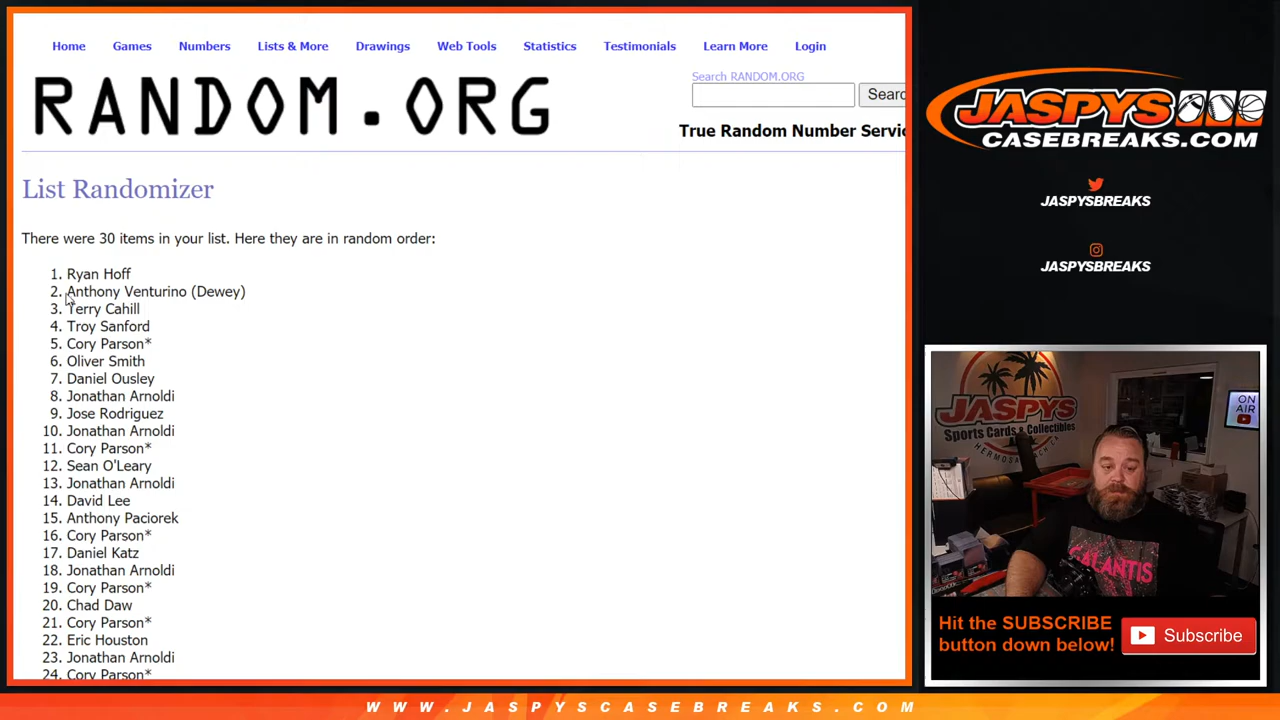 Home Games Numbers Lists & More Drawings Web Tools Statistics Testimonials Learn More Login
RANDOM.ORG
Search RANDOM.ORG
Searc
True Random Number Servic
List Randomizer
There were 30 items in your list. Here they are in random order:
1. Ryan Hoff
2. Anthony Venturino (Dewey)
3. Terry Cahill
4. Troy Sanford
5. Cory Parson*
6. Oliver Smith
7. Daniel Ousley
8. Jonathan Arnoldi
9. Jose Rodriguez
10. Jonathan Arnoldi
11. Cory Parson*
12. Sean O'Leary
13. Jonathan Arnoldi
14. David Lee
15. Anthony Paciorek
16. Cory Parson*
17. Daniel Katz
18. Jonathan Arnoldi
19. Cory Parson*
20. Chad Daw
21. Cory Parson*
22. Eric Houston
23. Jonathan Arnoldi
24. Cory Parson*
JASPYS
CASEBREAKS.COM
JASPYSBREAKS
JASPYSBREAKS
JASPYS
Sports Cards & Collectibles
HERMOSA BEACH, CA
ON
AIR
GALANTIS
Hit the SUBSCRIBE
button down below!
Subscribe
WWW.JASPYSCASEBREAKS.COM